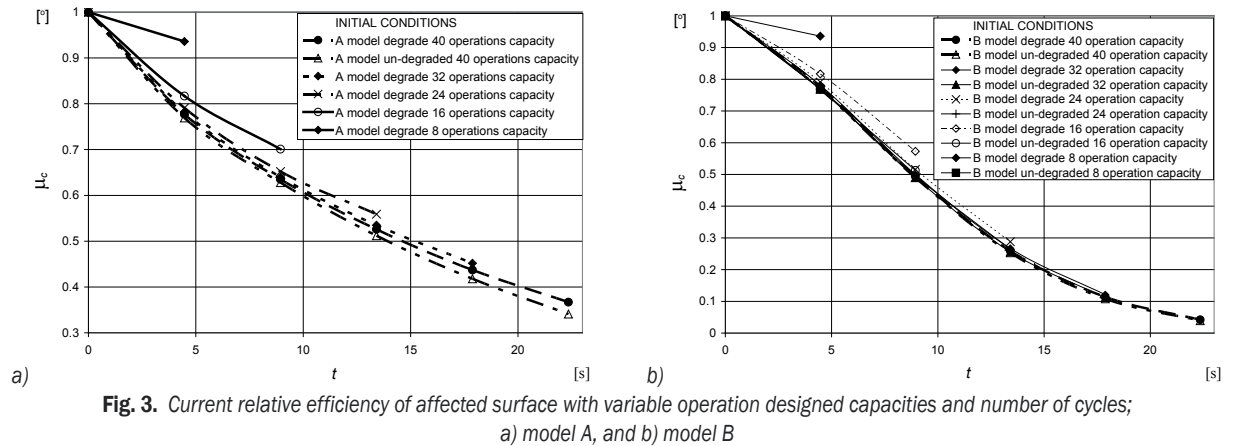 [º]
1
0.9
0.8
0.7
0.6
0.5
0.4
0.3
μc
0 5 10 15 20
t [s]
INITIAL CONDITIONS
A model degrade 40 operations capacity
A model un-degraded 40 operations capacity
A model degrade 32 operations capacity
A model degrade 24 operations capacity
A model degrade 16 operations capacity
A model degrade 8 operations capacity
a)
[º]
1
0.9
0.8
0.7
0.6
0.5
0.4
0.3
0.2
0.1
0
μc
0 5 10 15 20
t [s]
INITIAL CONDITIONS
B model degrade 40 operation capacity
B model un-degraded 40 operation capacity
B model degrade 32 operation capacity
B model un-degraded 32 operation capacity
B model degrade 24 operation capacity
B model un-degraded 24 operation capacity
B model degrade 16 operation capacity
B model un-degraded 16 operation capacity
B model degrade 8 operation capacity
B model un-degraded 8 operation capacity
b)
Fig. 3. Current relative efficiency of affected surface with variable operation designed capacities and number of cycles;
a) model A, and b) model B